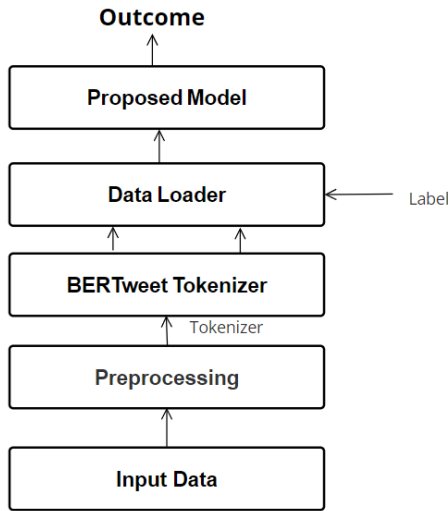 Outcome
Proposed Model
Data Loader
Label
BERTweet Tokenizer
Tokenizer
Preprocessing
Input Data